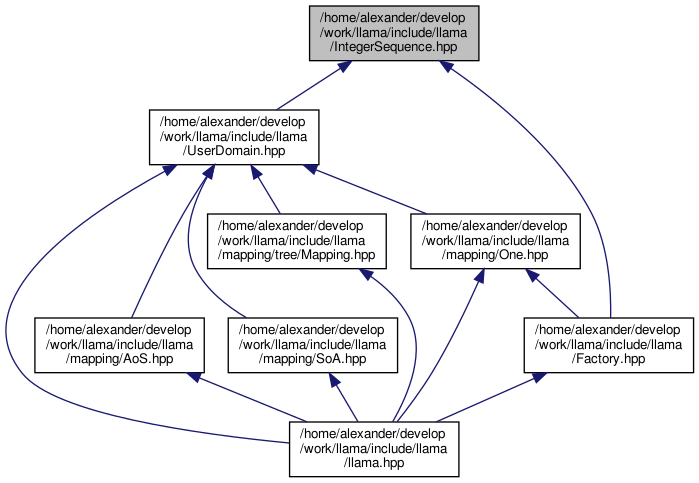 /home/alexander/develop
/work/llama/include/llama
/IntegerSequence.hpp
/home/alexander/develop
/work/llama/include/llama
/UserDomain.hpp
/home/alexander/develop
/work/llama/include/llama
/mapping/tree/Mapping.hpp
/home/alexander/develop
/work/llama/include/llama
/mapping/One.hpp
/home/alexander/develop
/work/llama/include/llama
/mapping/AoS.hpp
/home/alexander/develop
/work/llama/include/llama
/mapping/SoA.hpp
/home/alexander/develop
/work/llama/include/llama
/Factory.hpp
/home/alexander/develop
/work/llama/include/llama
/llama.hpp